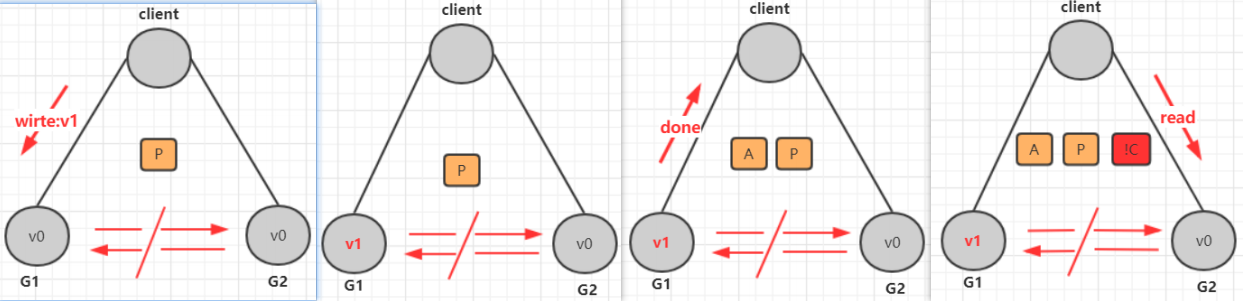 client
wirte:v1
P
v0
v0
G1
G2
client
P
v1
v0
G1
G2
client
done
A
P
v1
v0
G1
G2
client
read
A
P
!C
v1
v0
G1
G2